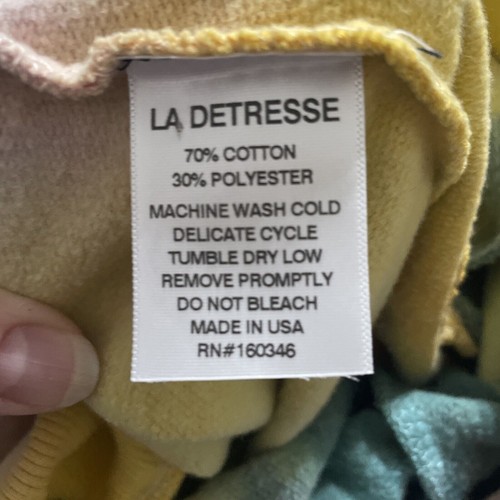 LA DETRESSE
70% COTTON
30% POLYESTER
MACHINE WASH COLD
DELICATE CYCLE
TUMBLE DRY LOW
REMOVE PROMPTLY
DO NOT BLEACH
MADE IN USA
RN#160346